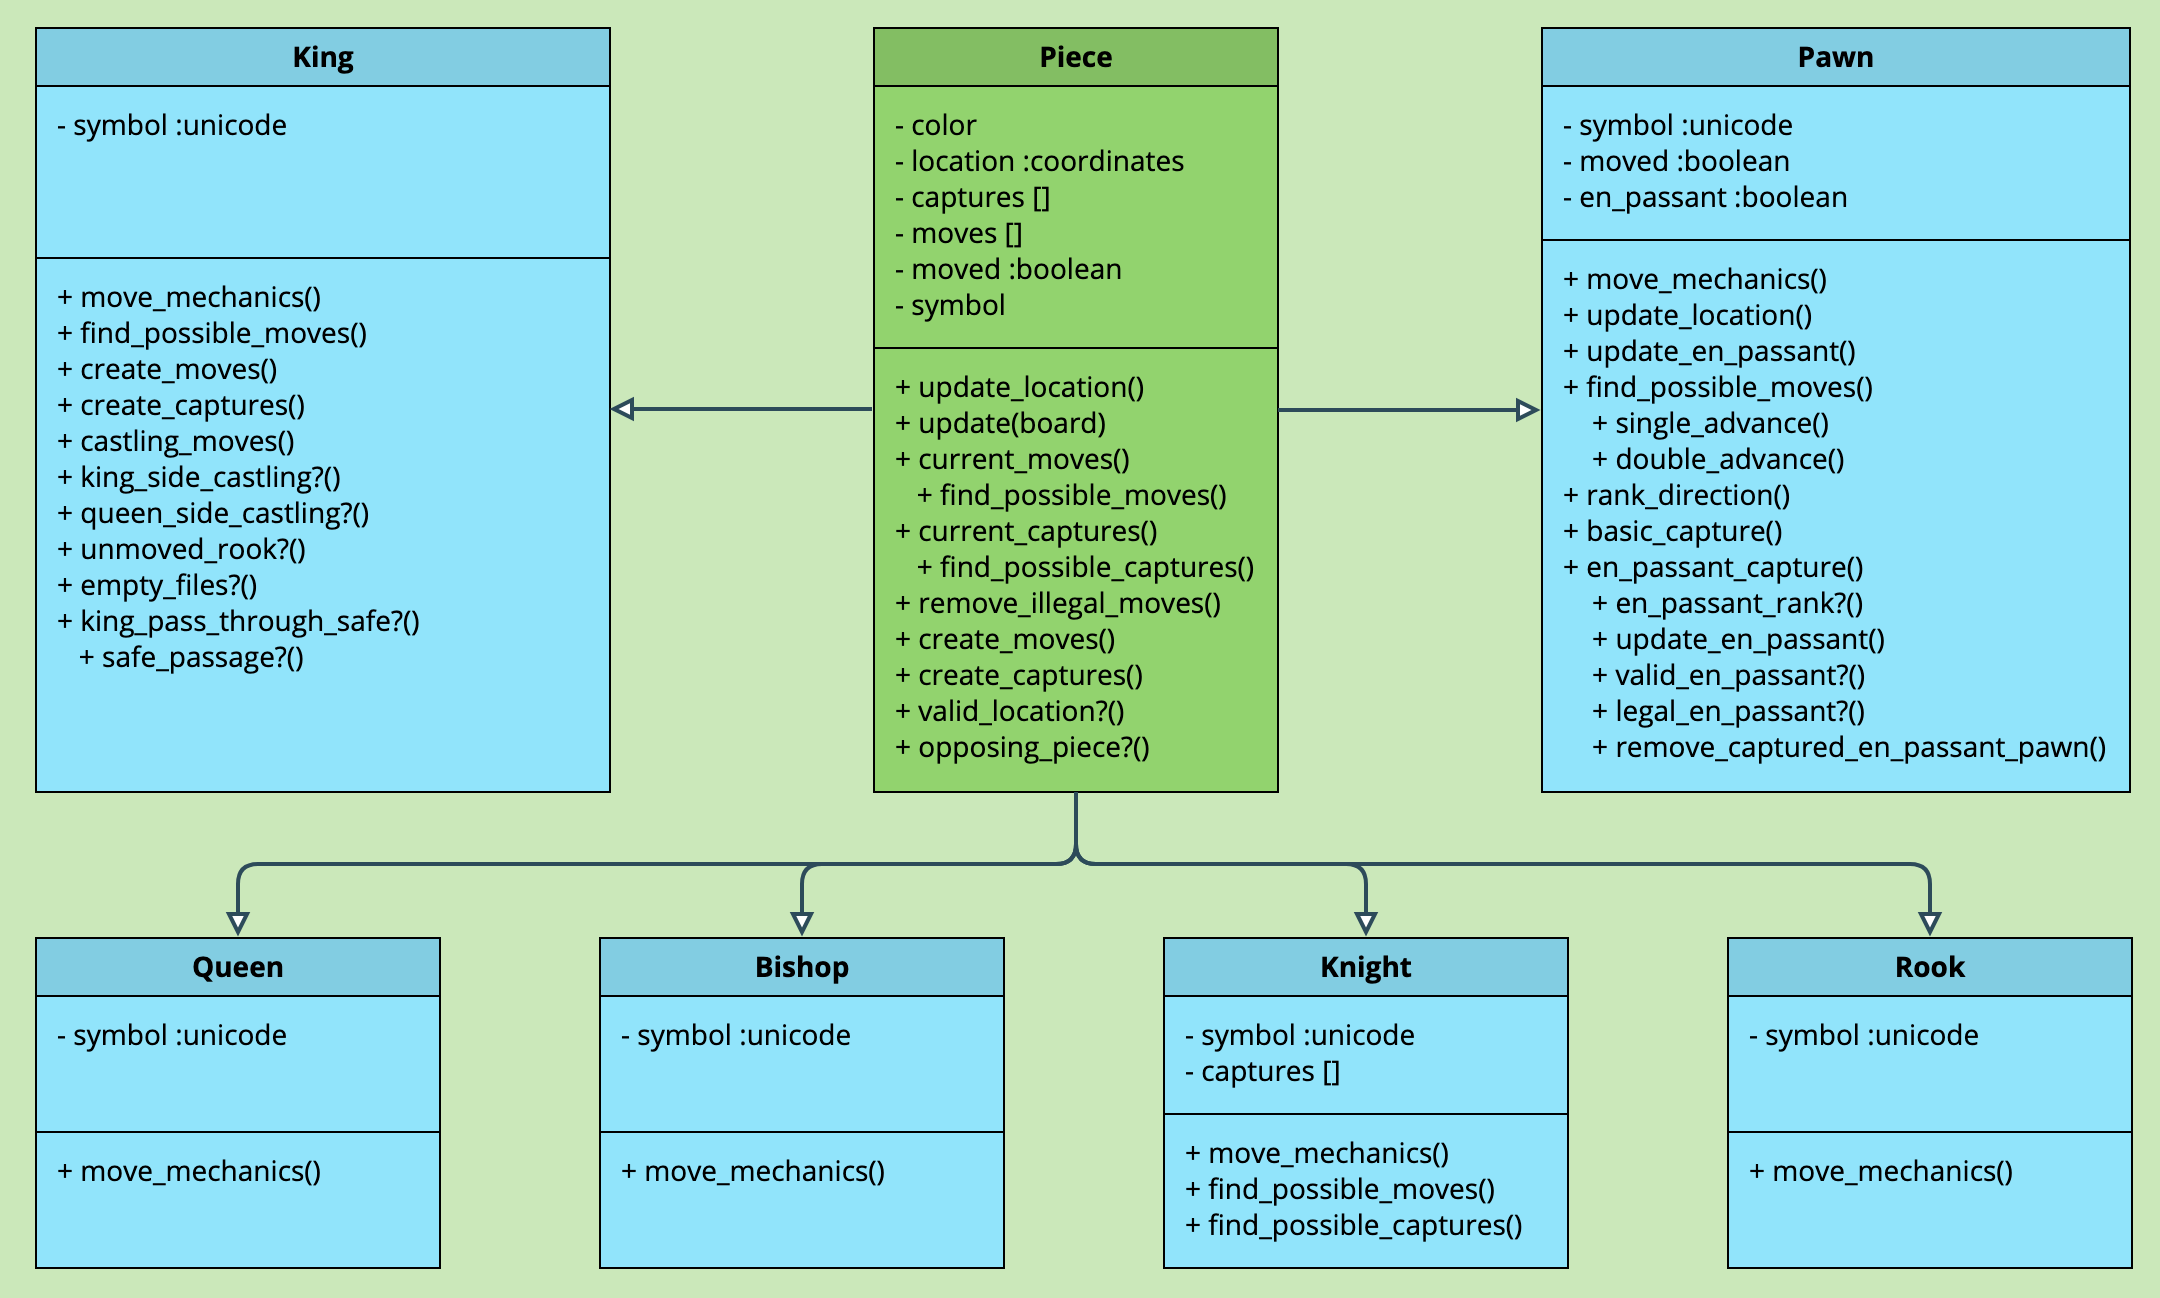 King
- symbol :unicode
+ move_mechanics()
+ find_possible_moves()
+ create_moves()
+ create_captures()
+ castling_moves()
+ king_side_castling?()
+ queen_side_castling?()
+ unmoved_rook?()
+ empty_files?()
+ king_pass_through_safe?()
+ safe_passage?()
Piece
- color
- location :coordinates
- captures []
- moves []
- moved :boolean
- symbol
+ update_location()
+ update(board)
+ current_moves()
+ find_possible_moves()
+ current_captures()
+ find_possible_captures()
+ remove_illegal_moves()
+ create_moves()
+ create_captures()
+ valid_location?()
+ opposing_piece?()
Pawn
- symbol :unicode
- moved :boolean
- en_passant :boolean
+ move_mechanics()
+ update_location()
+ update_en_passant()
+ find_possible_moves()
+ single_advance()
+ double_advance()
+ rank_direction()
+ basic_capture()
+ en_passant_capture()
+ en_passant_rank?()
+ update_en_passant()
+ valid_en_passant?()
+ legal_en_passant?()
+ remove_captured_en_passant_pawn()
Queen
- symbol :unicode
+ move_mechanics()
Bishop
- symbol :unicode
+ move_mechanics()
Knight
- symbol :unicode
- captures []
+ move_mechanics()
+ find_possible_moves()
+ find_possible_captures()
Rook
- symbol :unicode
+ move_mechanics()